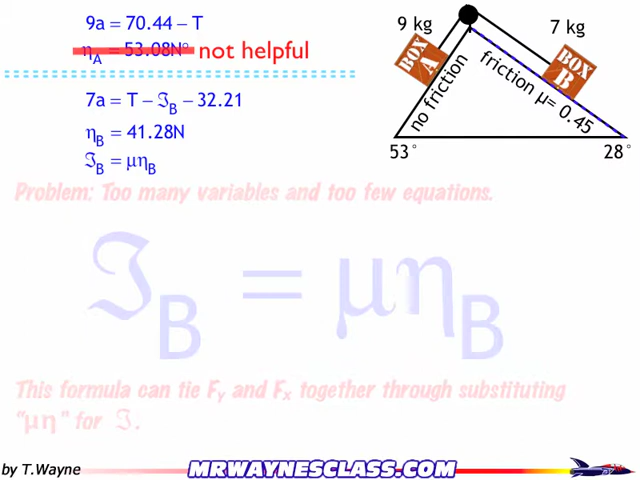 9a = 70.44 − T
η_A = 53.08N° not helpful
7a = T − ℑ_B − 32.21
η_B = 41.28N
ℑ_B = μη_B
9 kg
7 kg
BOX A
BOX B
no friction
friction μ= 0.45
53°
28°
Problem: Too many variables and too few equations.
ℑ_B = μη_B
This formula can tie F_Y and F_X together through substituting
“μη” for ℑ.
by T.Wayne
MRWAYNESCLASS.COM